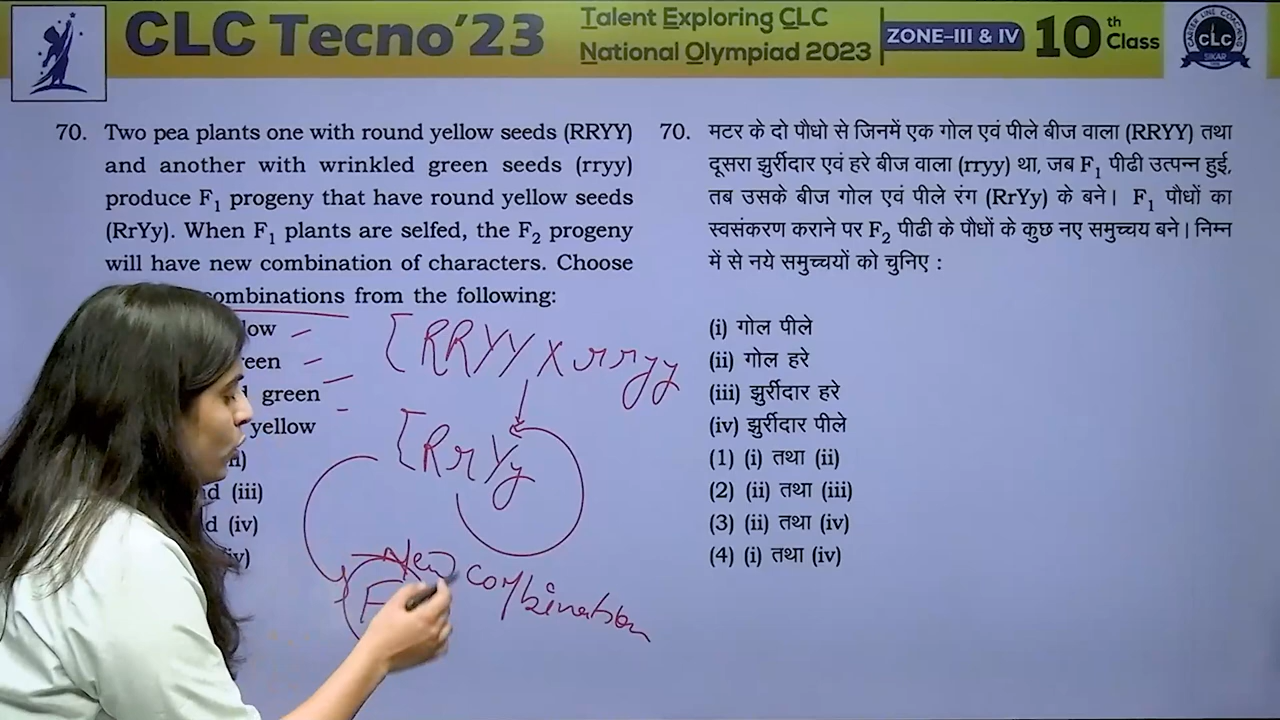 CLC Tecno'23
Talent Exploring CLC
National Olympiad 2023
ZONE–III & IV
10th Class
CAREER LINE COACHING
CLC
SIKAR
70. Two pea plants one with round yellow seeds (RRYY)
and another with wrinkled green seeds (rryy)
produce F1 progeny that have round yellow seeds
(RrYy). When F1 plants are selfed, the F2 progeny
will have new combination of characters. Choose
combinations from the following:
green
yellow
(iii)
(iv)
70. मटर के दो पौधो से जिनमें एक गोल एवं पीले बीज वाला (RRYY) तथा
दूसरा झुर्रीदार एवं हरे बीज वाला (rryy) था, जब F1 पीढी उत्पन्न हुई,
तब उसके बीज गोल एवं पीले रंग (RrYy) के बने। F1 पौधों का
स्वसंकरण कराने पर F2 पीढी के पौधों के कुछ नए समुच्चय बने। निम्न
में से नये समुच्चयों को चुनिए :
(i) गोल पीले
(ii) गोल हरे
(iii) झुर्रीदार हरे
(iv) झुर्रीदार पीले
(1) (i) तथा (ii)
(2) (ii) तथा (iii)
(3) (ii) तथा (iv)
(4) (i) तथा (iv)
[RRYY X rryy
[RrYy
New combination
F